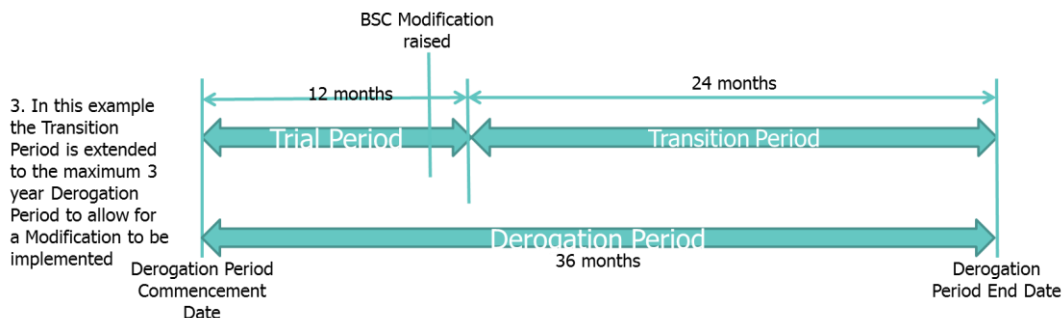 BSC Modification
raised
12 months
24 months
3. In this example
the Transition
Period is extended
to the maximum 3
year Derogation
Period to allow for
a Modification to be
implemented
Trial Period
Transition Period
Derogation Period
36 months
Derogation Period
Commencement
Date
Derogation
Period End Date